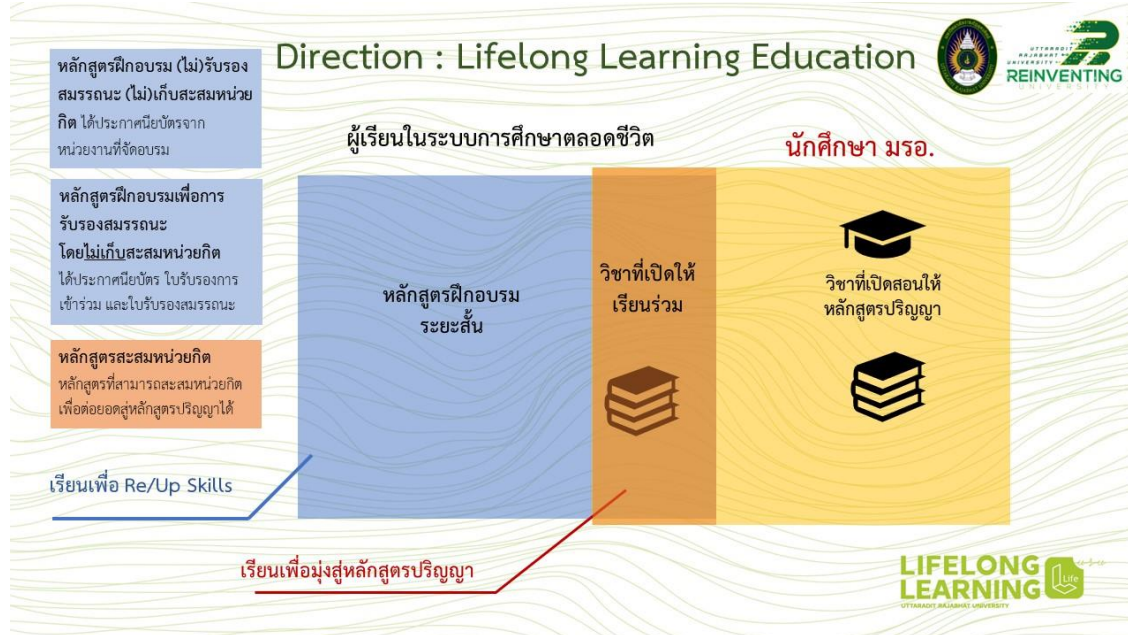 Direction : Lifelong Learning Education
UTTARADIT
RAJABHAT
UNIVERSITY
REINVENTING
UNIVERSITY
หลักสูตรฝึกอบรม (ไม่)รับรอง
สมรรถนะ (ไม่)เก็บสะสมหน่วย
กิต ได้ประกาศนียบัตรจาก
หน่วยงานที่จัดอบรม
หลักสูตรฝึกอบรมเพื่อการ
รับรองสมรรถนะ
โดยไม่เก็บสะสมหน่วยกิต
ได้ประกาศนียบัตร ใบรับรองการ
เข้าร่วม และใบรับรองสมรรถนะ
หลักสูตรสะสมหน่วยกิต
หลักสูตรที่สามารถสะสมหน่วยกิต
เพื่อต่อยอดสู่หลักสูตรปริญญาได้
ผู้เรียนในระบบการศึกษาตลอดชีวิต
นักศึกษา มรอ.
หลักสูตรฝึกอบรม
ระยะสั้น
วิชาที่เปิดให้
เรียนร่วม
วิชาที่เปิดสอนให้
หลักสูตรปริญญา
เรียนเพื่อ Re/Up Skills
เรียนเพื่อมุ่งสู่หลักสูตรปริญญา
LIFELONG
LEARNING
Life
UTTARADIT RAJABHAT UNIVERSITY